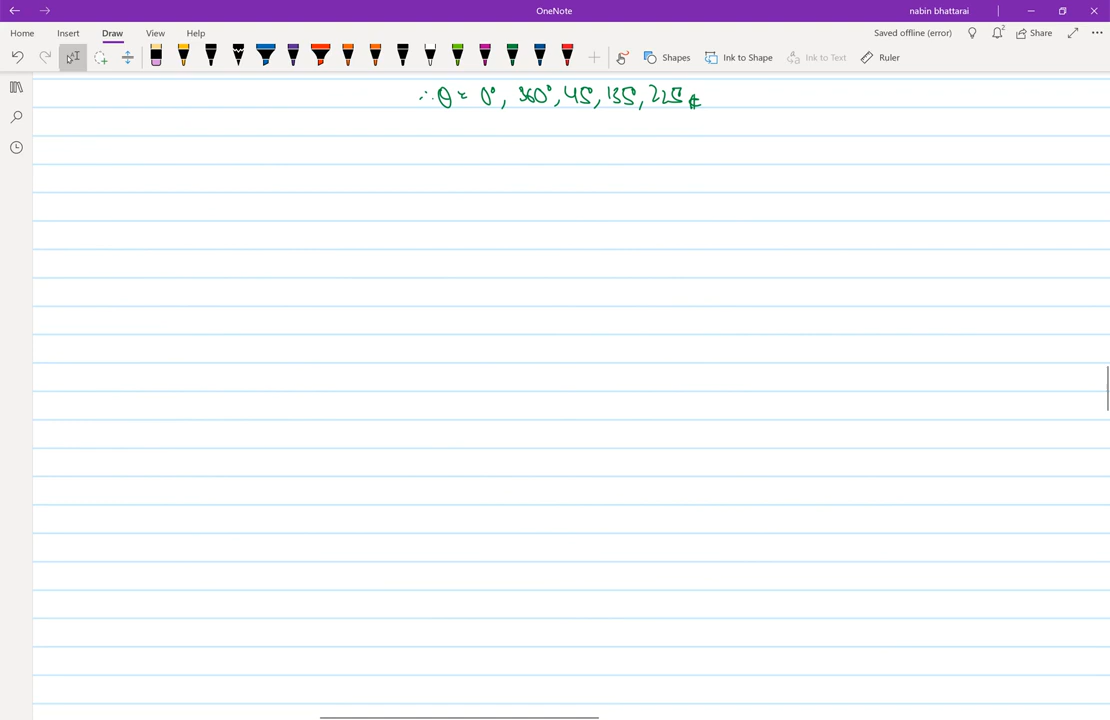 OneNote
nabin bhattarai
Home Insert Draw View Help
Saved offline (error) 2 Share
Shapes Ink to Shape Ink to Text Ruler
∴ θ = 0°, 360°, 45, 135, 225